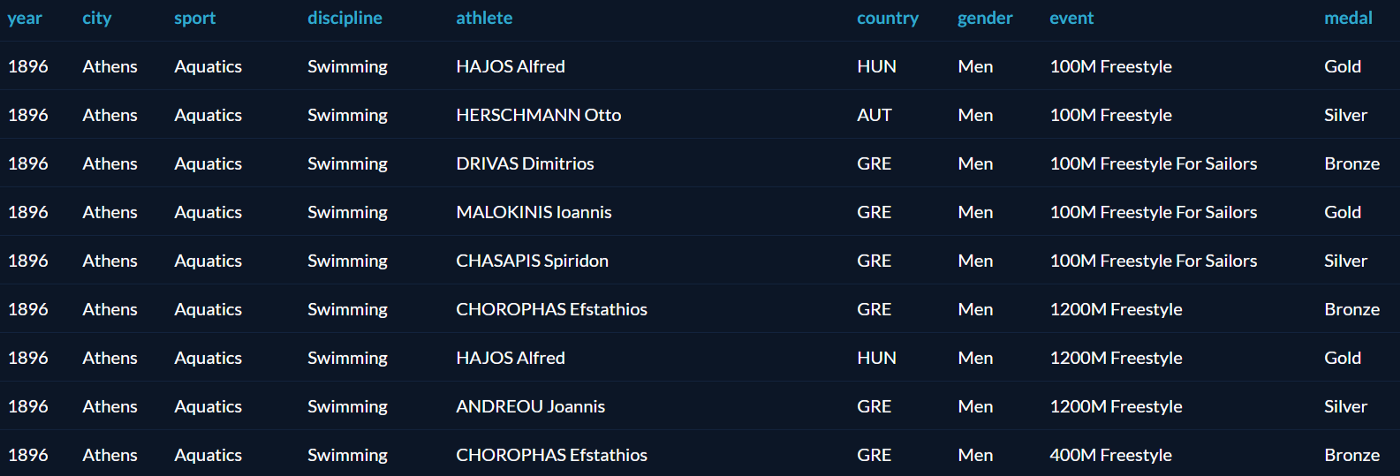 year city sport discipline athlete country gender event medal
1896 Athens Aquatics Swimming HAJOS Alfred HUN Men 100M Freestyle Gold
1896 Athens Aquatics Swimming HERSCHMANN Otto AUT Men 100M Freestyle Silver
1896 Athens Aquatics Swimming DRIVAS Dimitrios GRE Men 100M Freestyle For Sailors Bronze
1896 Athens Aquatics Swimming MALOKINIS Ioannis GRE Men 100M Freestyle For Sailors Gold
1896 Athens Aquatics Swimming CHASAPIS Spiridon GRE Men 100M Freestyle For Sailors Silver
1896 Athens Aquatics Swimming CHOROPHAS Efstathios GRE Men 1200M Freestyle Bronze
1896 Athens Aquatics Swimming HAJOS Alfred HUN Men 1200M Freestyle Gold
1896 Athens Aquatics Swimming ANDREOU Joannis GRE Men 1200M Freestyle Silver
1896 Athens Aquatics Swimming CHOROPHAS Efstathios GRE Men 400M Freestyle Bronze